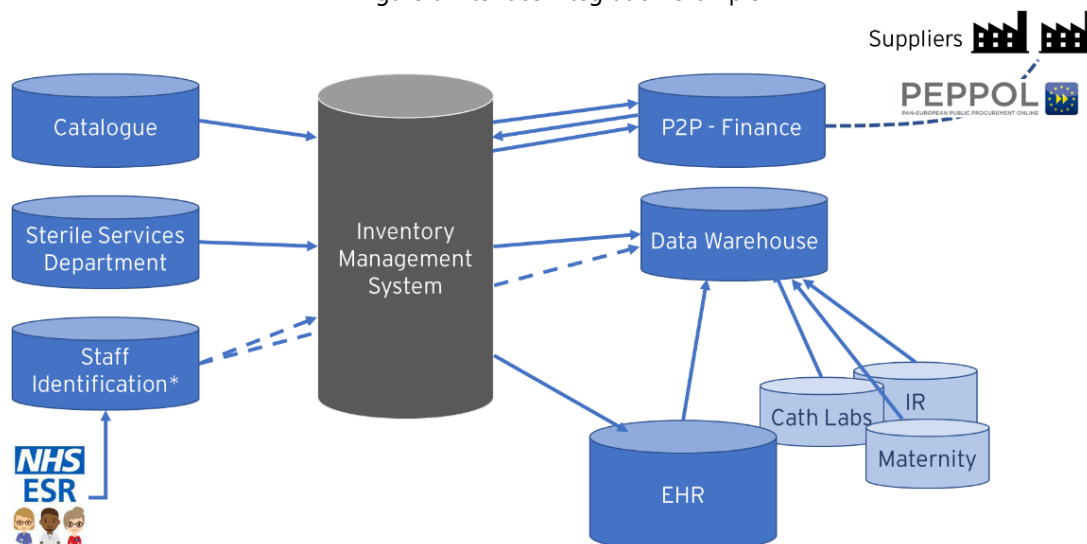 Suppliers
PEPPOL
PAN-EUROPEAN PUBLIC PROCUREMENT ONLINE
Catalogue
P2P - Finance
Sterile Services
Department
Inventory
Management
System
Data Warehouse
Staff
Identification*
IR
Cath Labs
Maternity
NHS
ESR
EHR